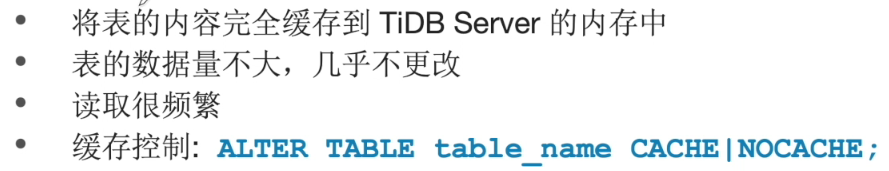 • 将表的内容完全缓存到 TiDB Server 的内存中
• 表的数据量不大，几乎不更改
• 读取很频繁
• 缓存控制: ALTER TABLE table_name CACHE|NOCACHE;